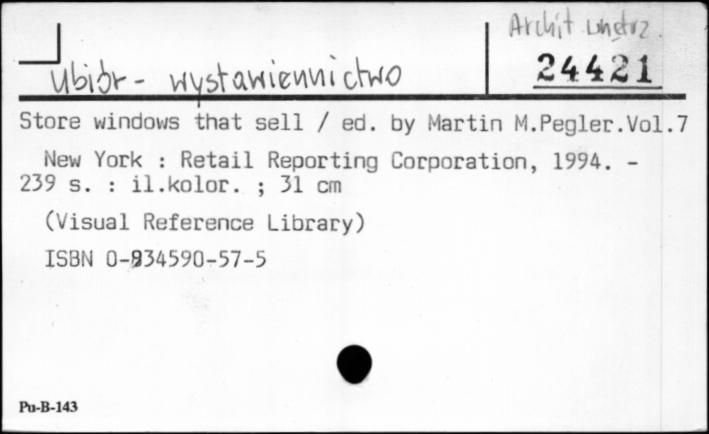 Archit. wnętrz.
24421
Ubiór - wystawiennictwo
Store windows that sell / ed. by Martin M.Pegler.Vol.7
New York : Retail Reporting Corporation, 1994. -
239 s. : il.kolor. ; 31 cm
(Visual Reference Library)
ISBN 0-934590-57-5
Pu-B-143